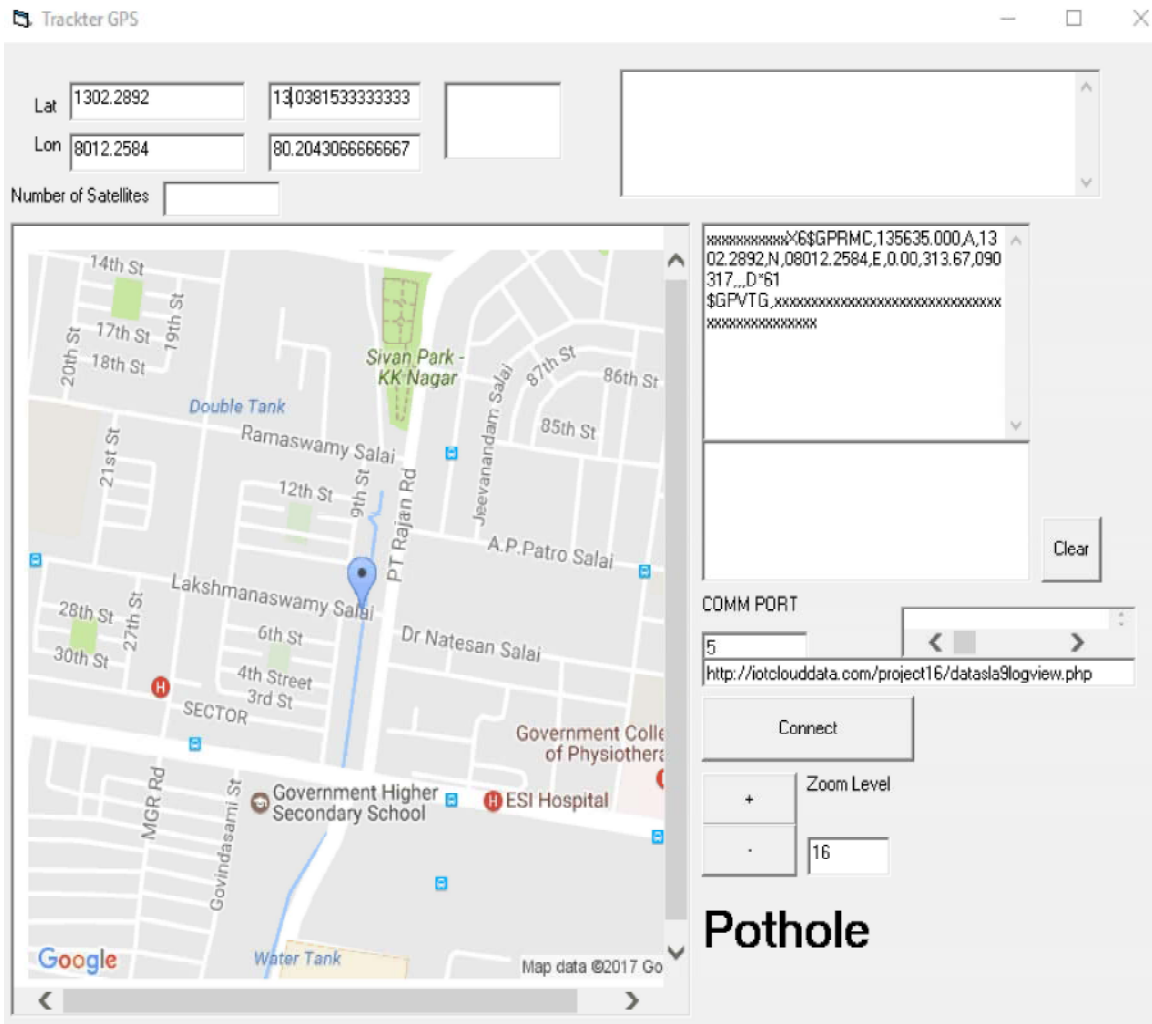 Trackter GPS
Lat 1302.2892 13.0381533333333
Lon 8012.2584 80.2043066666667
Number of Satellites
14th St
19th St
17th St
20th St
18th St
Sivan Park -
KK Nagar
87th St
86th St
Double Tank
Jeevanandam Salai
85th St
Ramaswamy Salai
21st St
12th St
9th St
PT Rajan Rd
A.P.Patro Salai
Lakshmanaswamy Salai
28th St
27th St
6th St
Dr Natesan Salai
30th St
4th Street
3rd St
H
SECTOR
Government Colle
of Physiothera
MGR Rd
Govindasami St
Government Higher
Secondary School
H ESI Hospital
Google
Water Tank
Map data ©2017 Go
xxxxxxxxxxxX6$GPRMC,135635.000,A,13
02.2892,N,08012.2584,E,0.00,313.67,090
317,,,D*61
$GPVTG,xxxxxxxxxxxxxxxxxxxxxxxxxxxxxxx
xxxxxxxxxxxxxxx
Clear
COMM PORT
5
http://iotclouddata.com/project16/datasla9logview.php
Connect
+ Zoom Level
- 16
Pothole